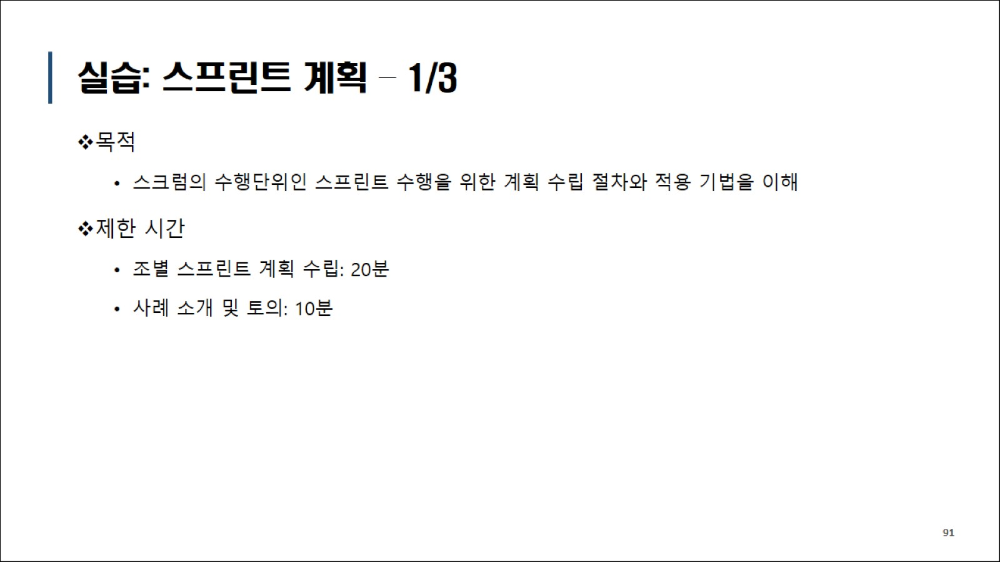 실습: 스프린트 계획 – 1/3
❖목적
• 스크럼의 수행단위인 스프린트 수행을 위한 계획 수립 절차와 적용 기법을 이해
❖제한 시간
• 조별 스프린트 계획 수립: 20분
• 사례 소개 및 토의: 10분
91